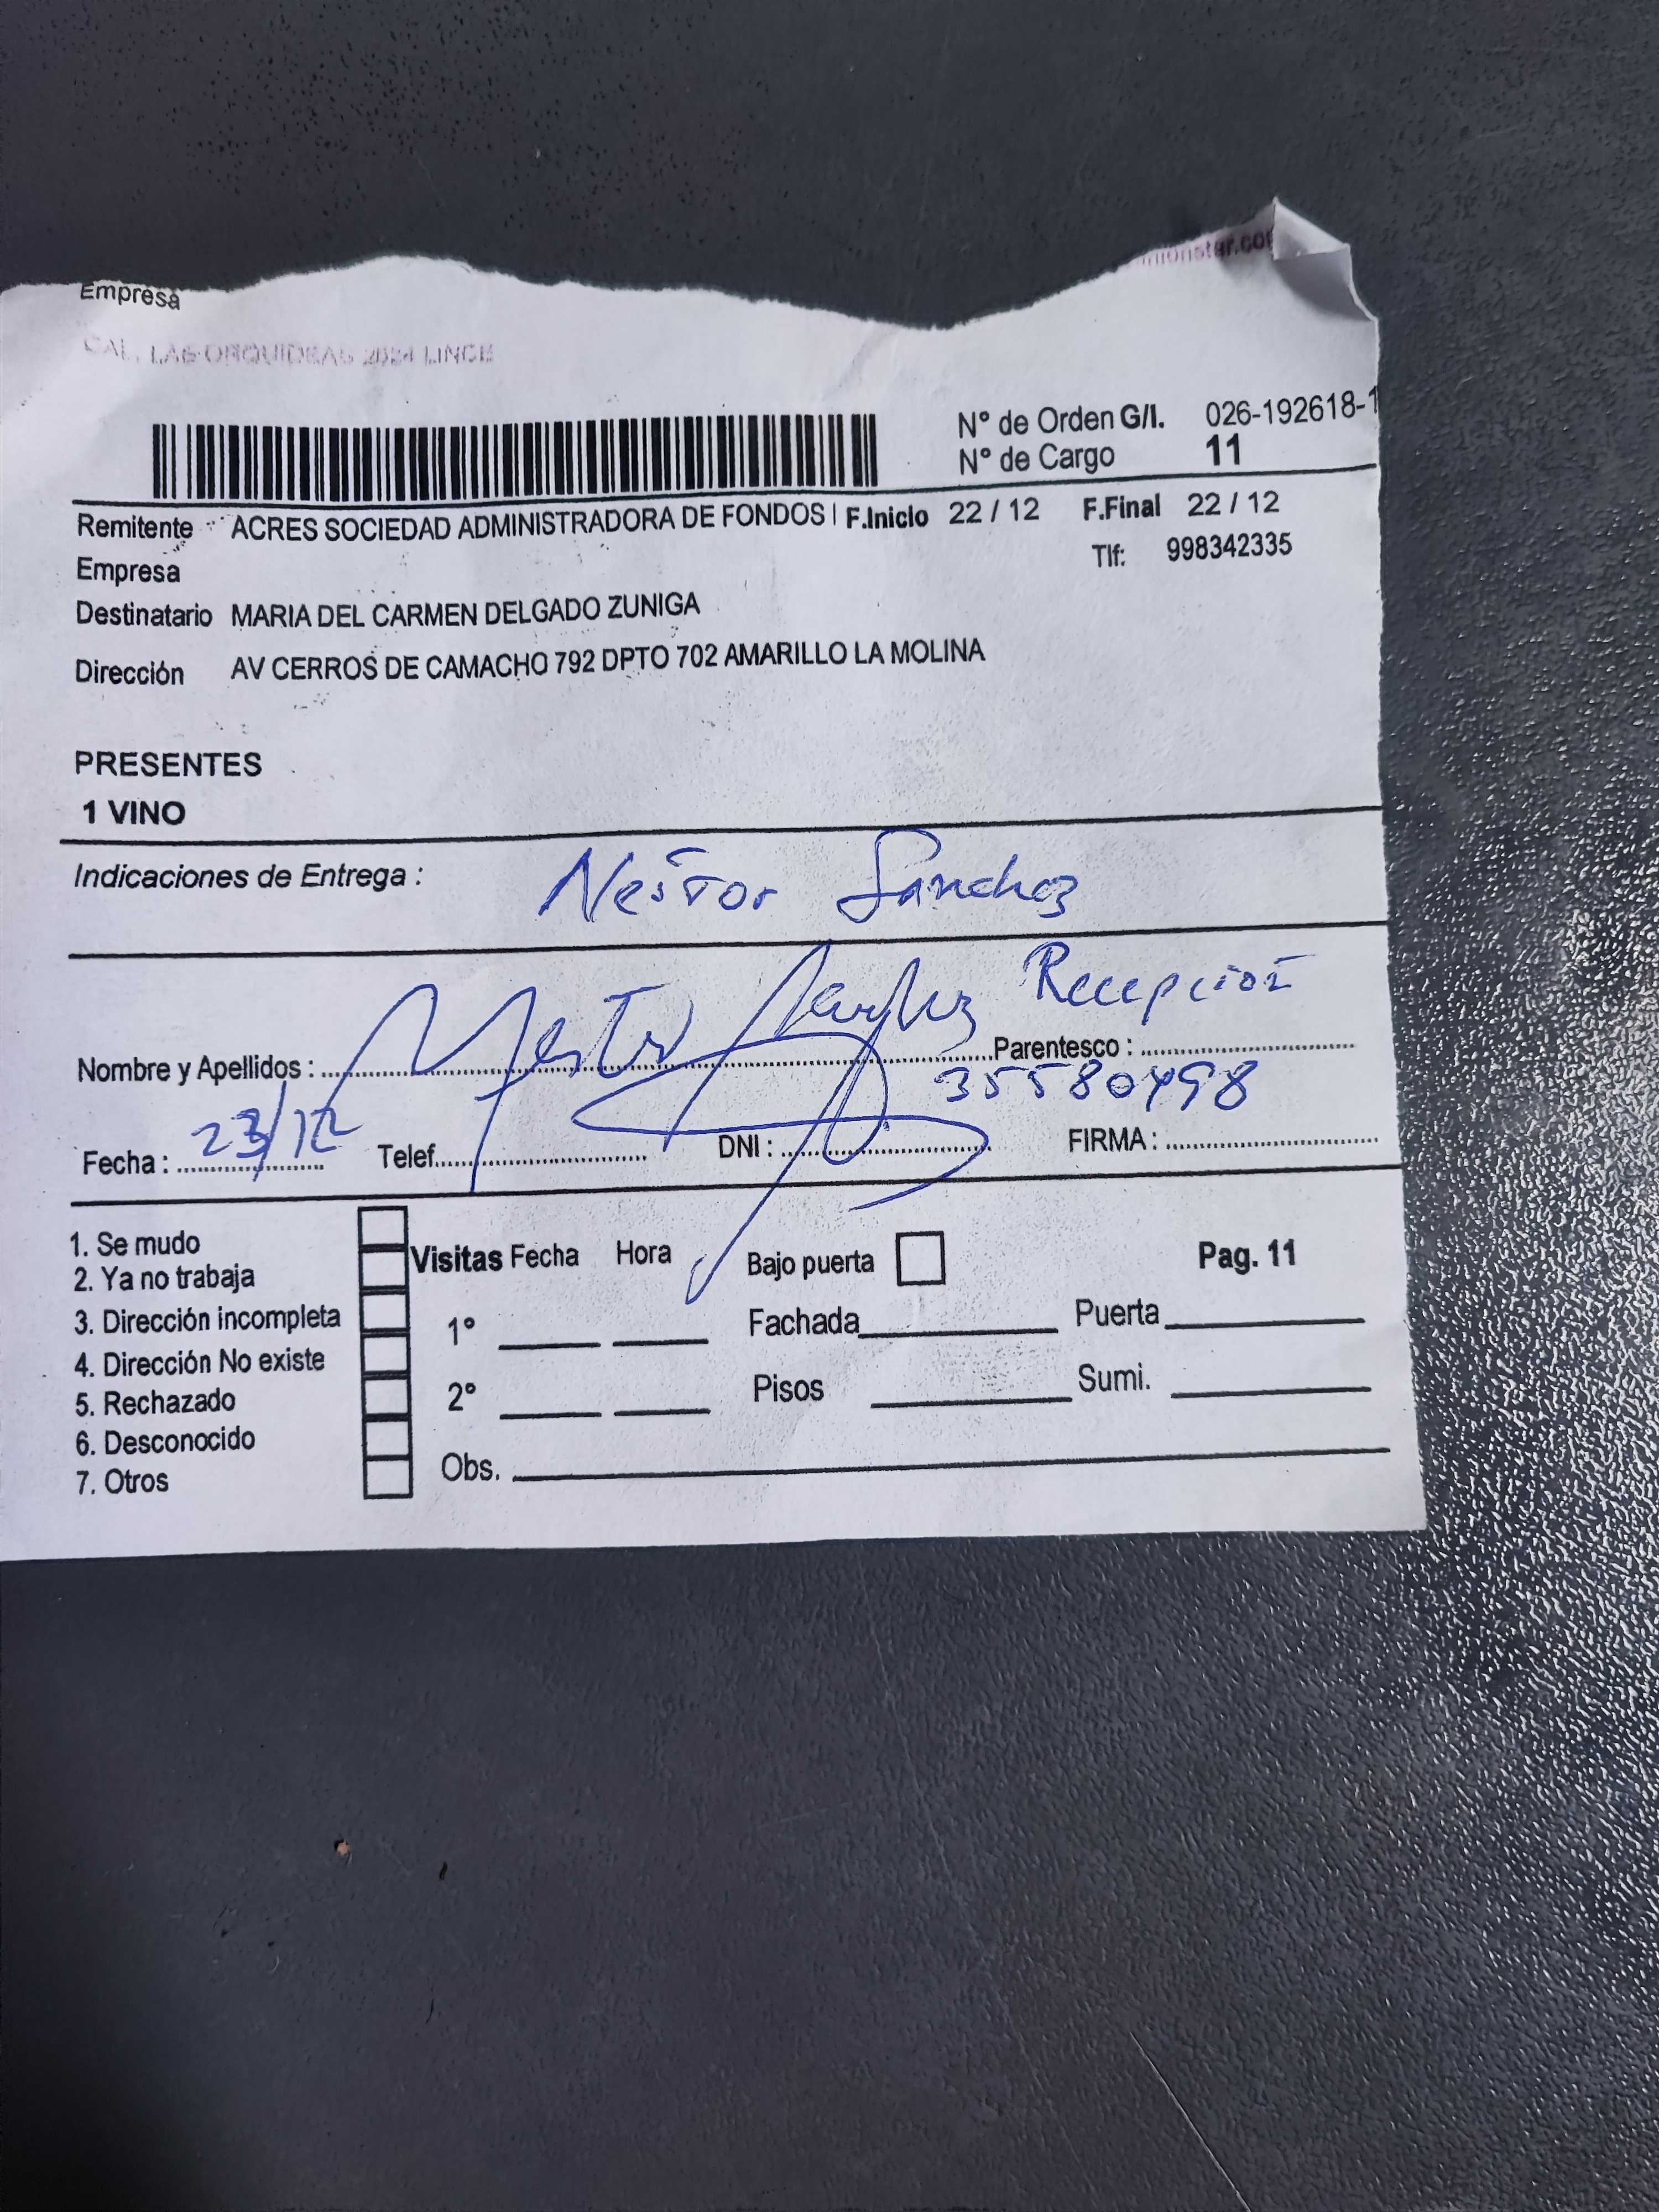 Empresa
CAL. LAS ORQUIDEAS 2024 LINCE
N° de Orden G/I. 026-192618-1
N° de Cargo 11
Remitente ACRES SOCIEDAD ADMINISTRADORA DE FONDOS I F.Inicio 22 / 12 F.Final 22 / 12
Empresa Tlf: 998342335
Destinatario MARIA DEL CARMEN DELGADO ZUNIGA
Dirección AV CERROS DE CAMACHO 792 DPTO 702 AMARILLO LA MOLINA
PRESENTES
1 VINO
Indicaciones de Entrega : Nestor Sanchez
Recepción
Nombre y Apellidos : Parentesco :
35580498
Fecha : 23/12 Telef. DNI : FIRMA :
1. Se mudo
2. Ya no trabaja
3. Dirección incompleta
4. Dirección No existe
5. Rechazado
6. Desconocido
7. Otros
Visitas Fecha Hora Bajo puerta Pag. 11
1° Fachada Puerta
2° Pisos Sumi.
Obs.